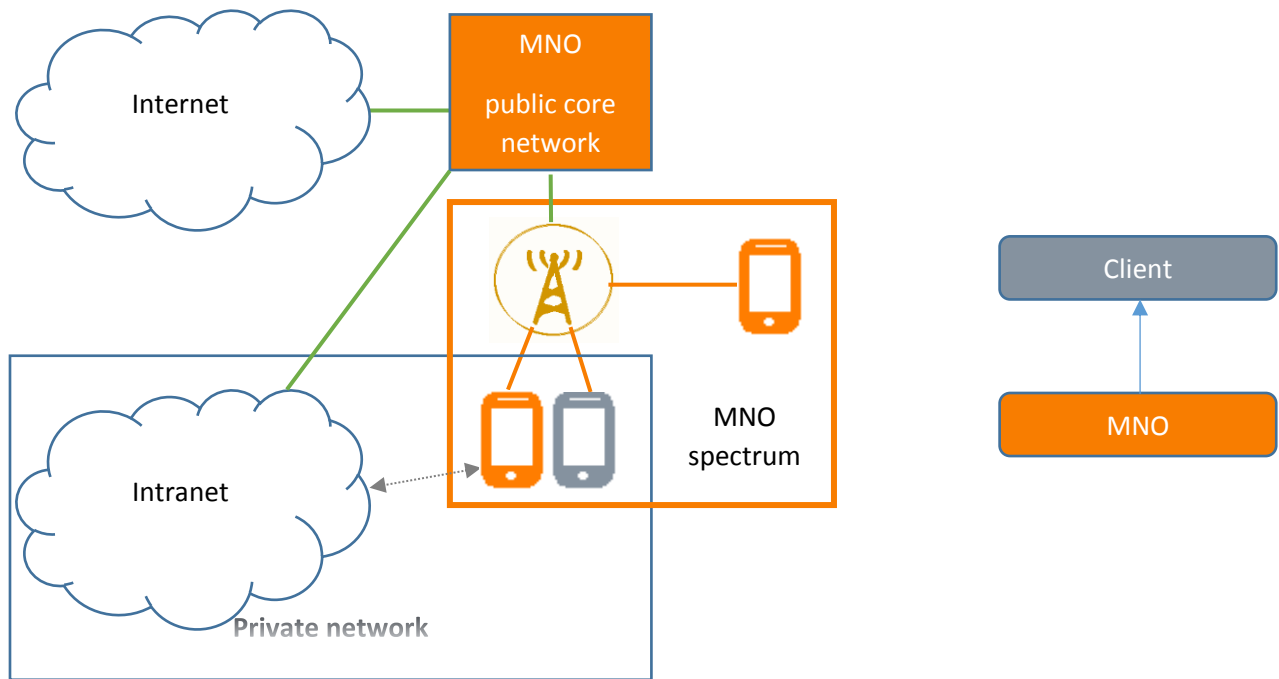 MNO
public core
network
Internet
Client
MNO
spectrum
MNO
Intranet
Private network